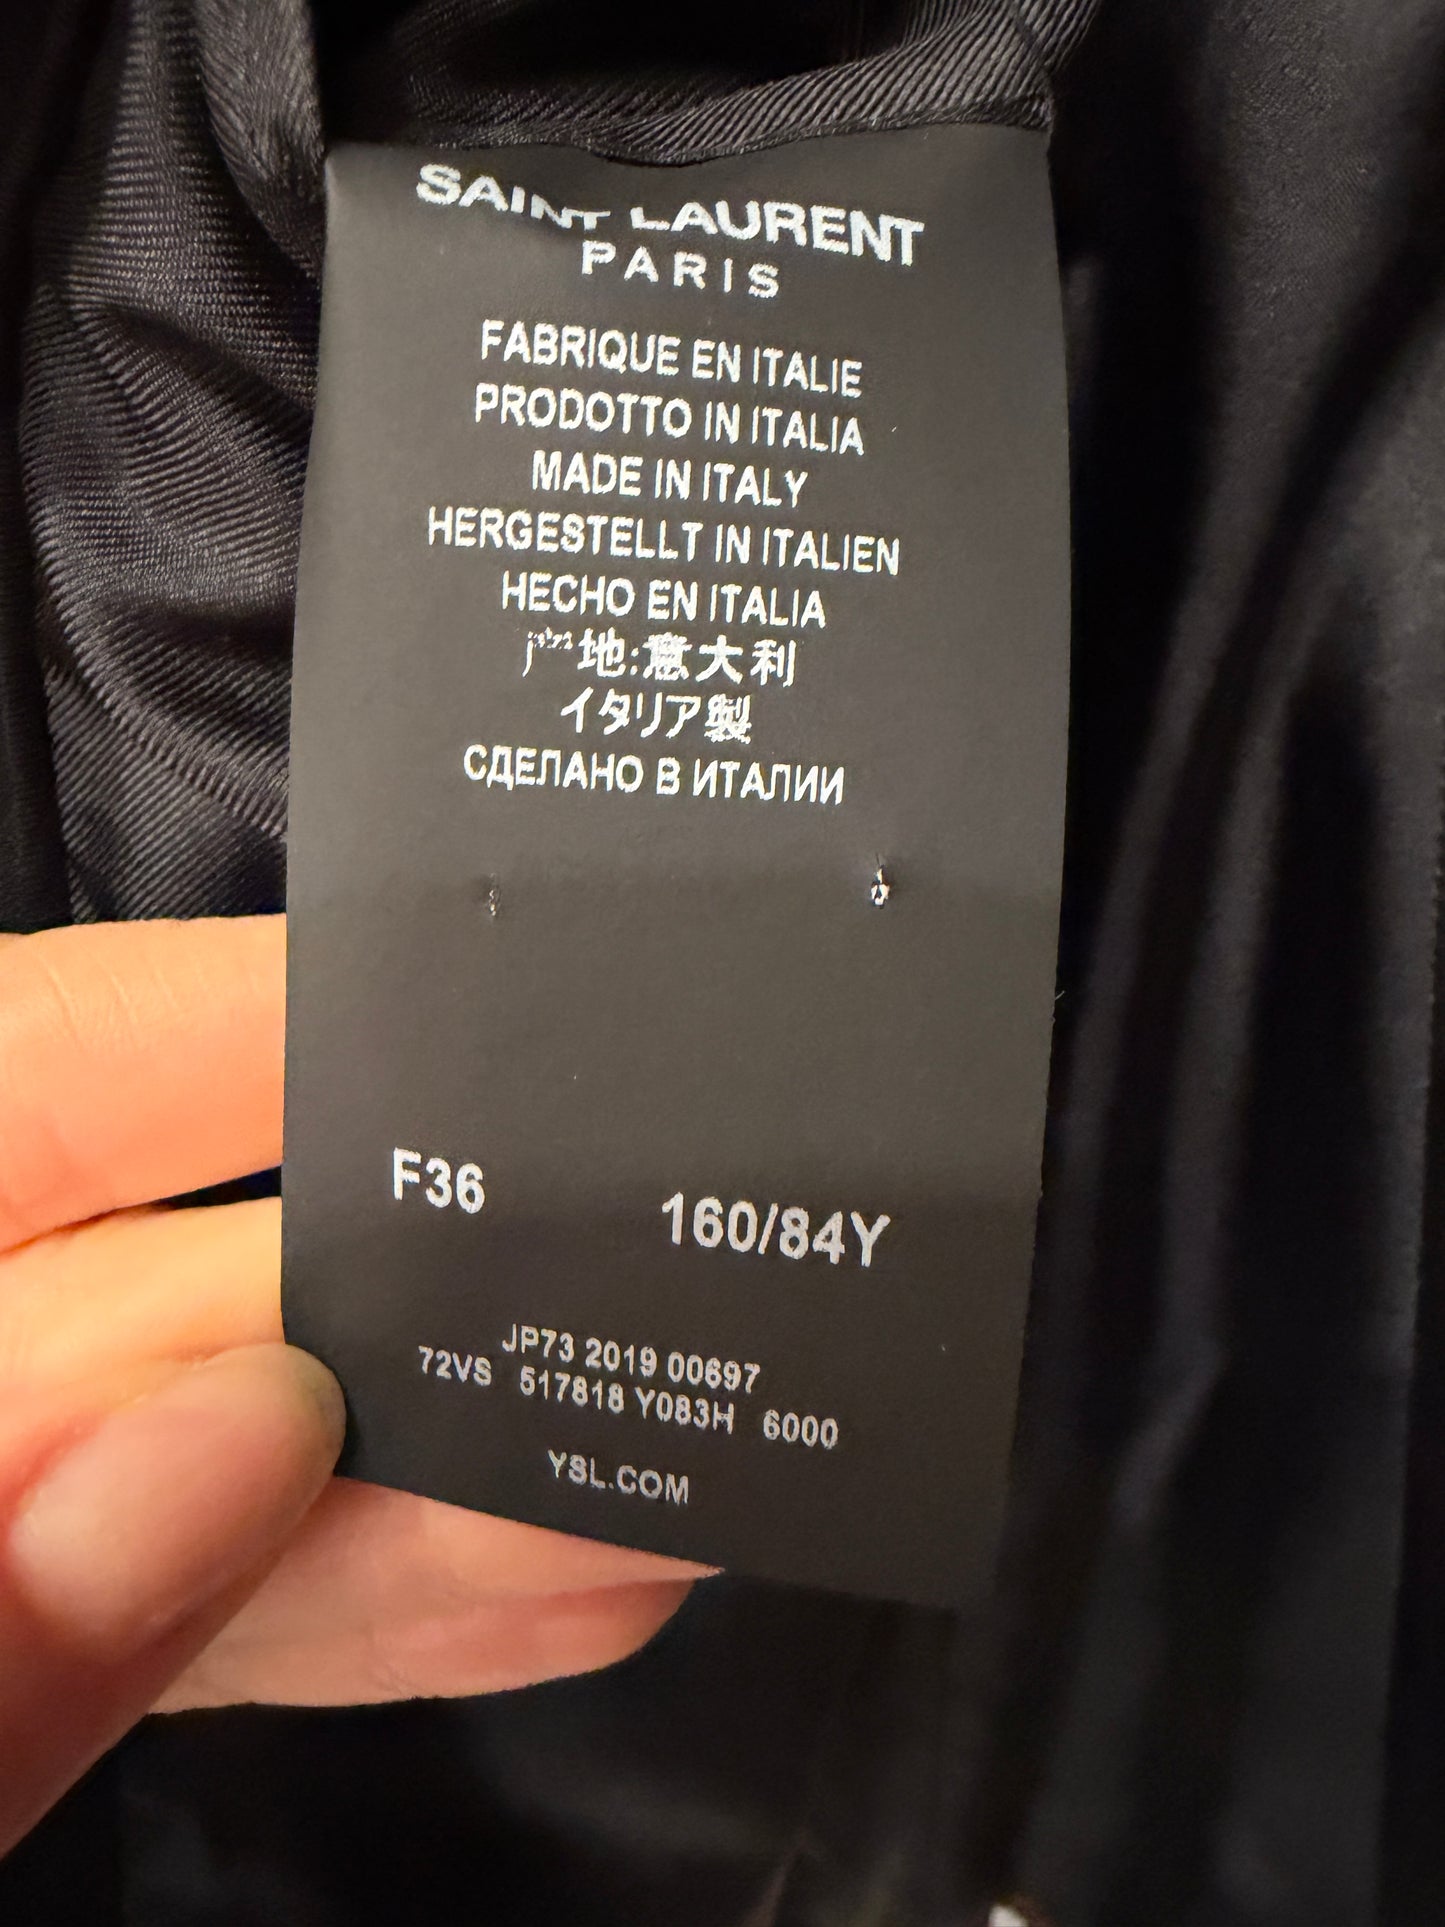 SAINT LAURENT
PARIS
FABRIQUE EN ITALIE
PRODOTTO IN ITALIA
MADE IN ITALY
HERGESTELLT IN ITALIEN
HECHO EN ITALIA
产地:意大利
イタリア製
СДЕЛАНО В ИТАЛИИ
F36 160/84Y
JP73 2019 00697
72VS 517818 Y083H 6000
YSL.COM